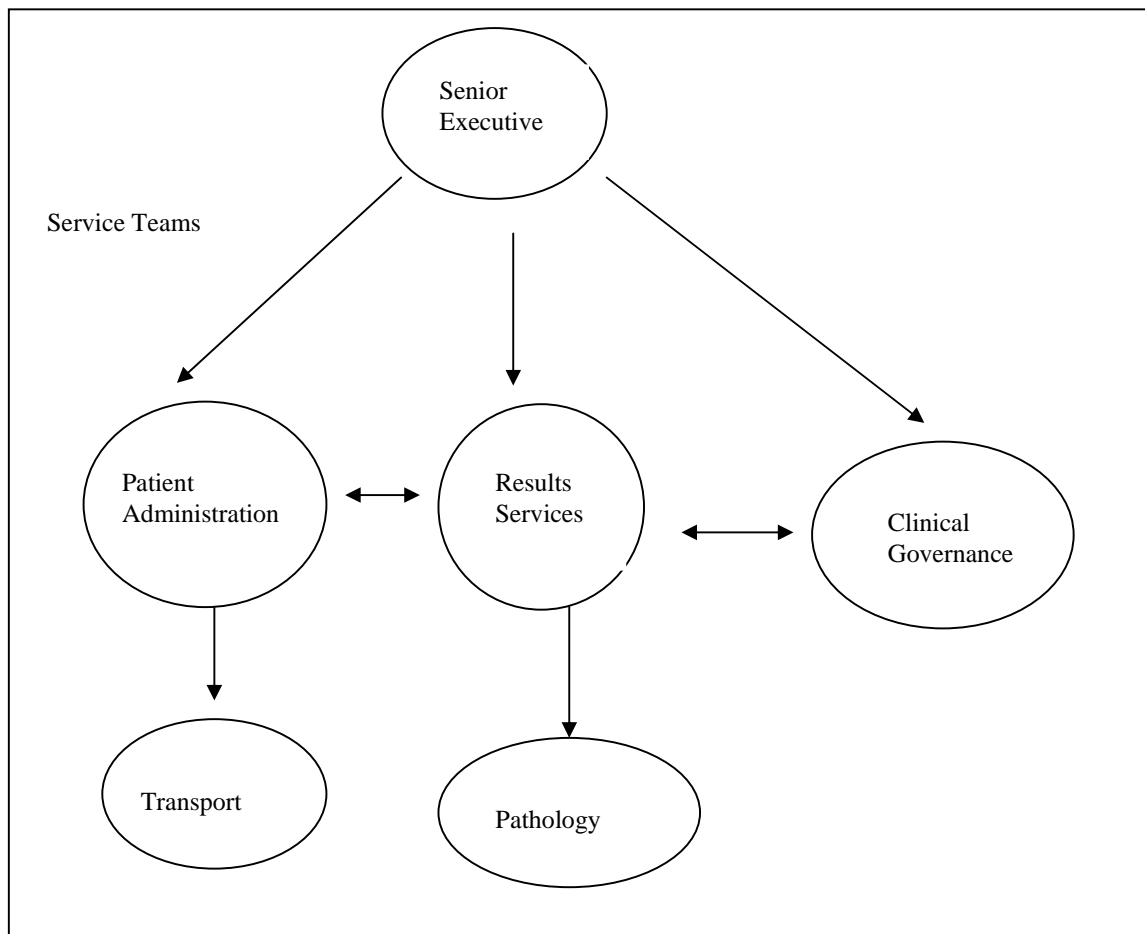 Senior
Executive
Service Teams
Patient
Administration
Results
Services
Clinical
Governance
Transport
Pathology